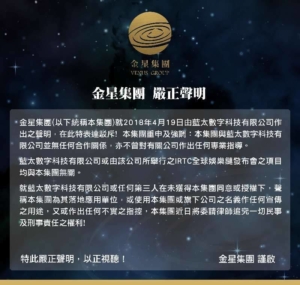 金星集團
VENUS GROUP
金星集團 嚴正聲明
金星集團(以下統稱本集團)就2018年4月19日由藍太數字科技有限公司作
出之聲明，在此特表達嚴斥! 本集團重申及強調：本集團與藍太數字科技有
限公司並無任何合作關係，亦不曾對有關公司作出任何專業指導。
藍太數字科技有限公司或由該公司所舉行之IRTC全球娛樂鏈發布會之項目
均與本集團無關。
就藍太數字科技有限公司或任何第三人在未獲得本集團同意或授權下，聲
稱本集團為其落地應用單位，或使用本集團或旗下公司之名義作任何宣傳
之用途，又或作出任何不實之指控，本集團近日將委請律師追究一切民事
及刑事責任之權利!
特此嚴正聲明，以正視聽！
金星集團 謹啟